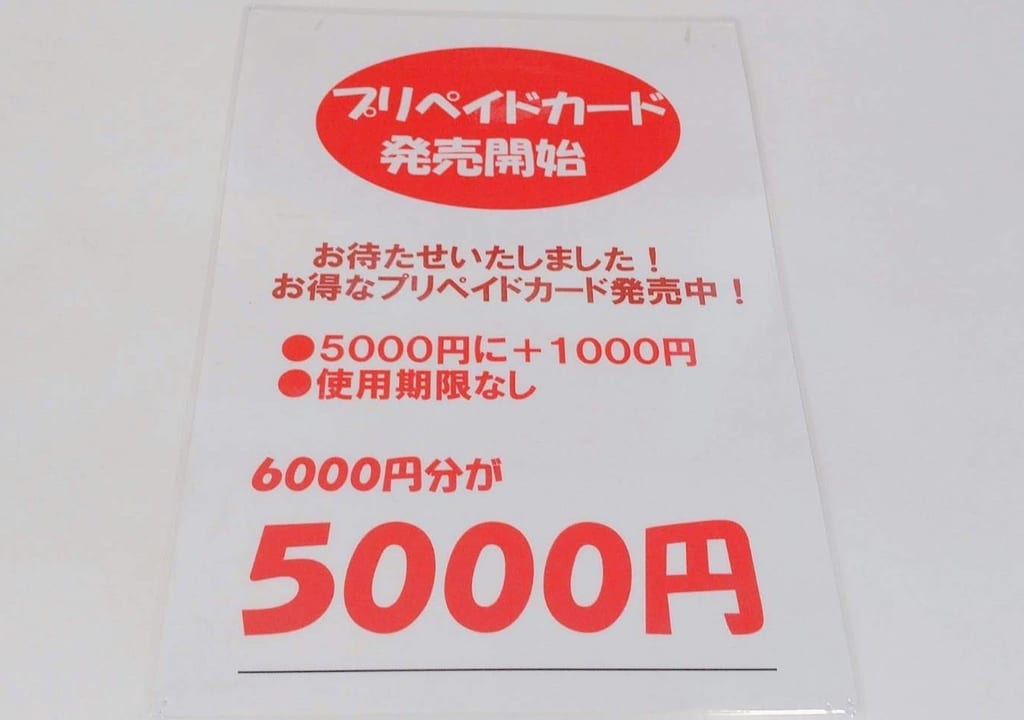 プリペイドカード
発売開始
お待たせいたしました！
お得なプリペイドカード発売中！
●5000円に＋1000円
●使用期限なし
6000円分が
5000円